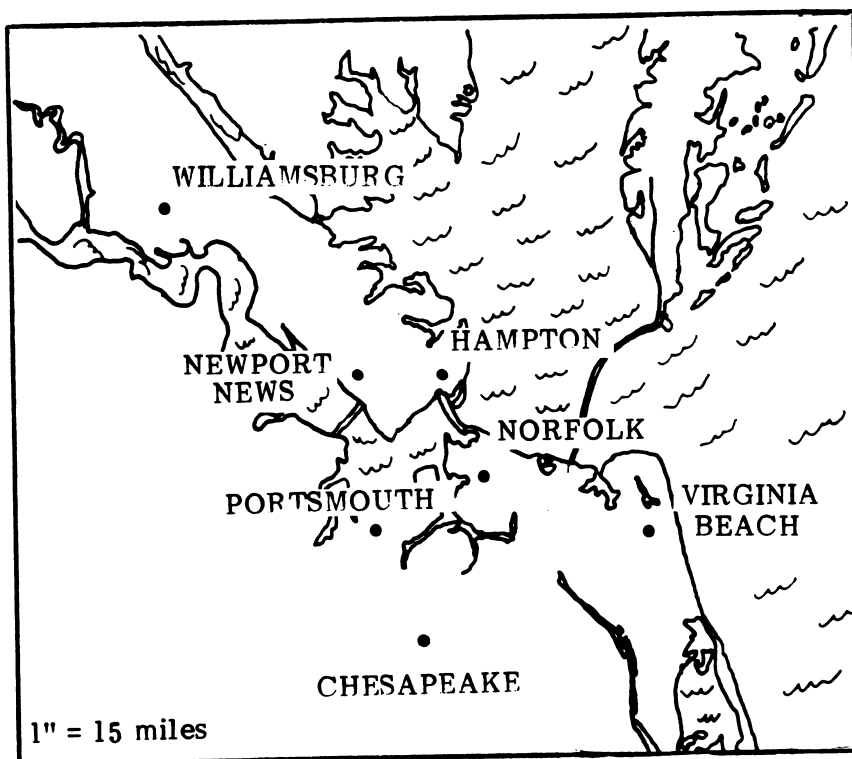 WILLIAMSBURG
HAMPTON
NEWPORT
NEWS
NORFOLK
PORTSMOUTH
VIRGINIA
BEACH
CHESAPEAKE
1" = 15 miles